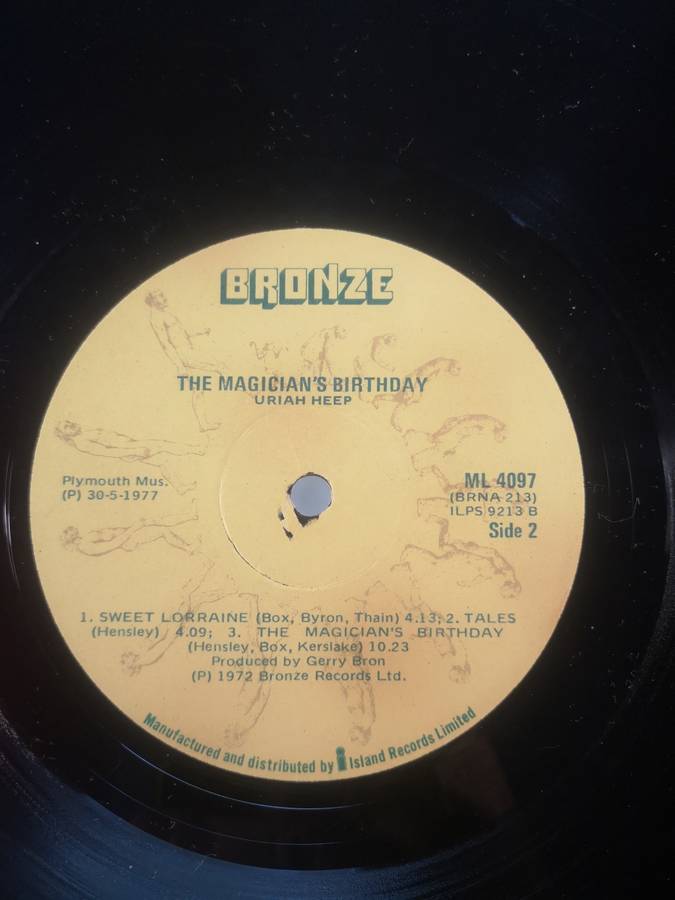 BRONZE
THE MAGICIAN'S BIRTHDAY
URIAH HEEP
Plymouth Mus.
(P) 30-5-1977
ML 4097
(BRNA 213)
ILPS 9213 B
Side 2
1. SWEET LORRAINE (Box, Byron, Thain) 4.13; 2. TALES
(Hensley) 4.09; 3. THE MAGICIAN'S BIRTHDAY
(Hensley, Box, Kerslake) 10.23
Produced by Gerry Bron
(P) 1972 Bronze Records Ltd.
Manufactured and distributed by Island Records Limited